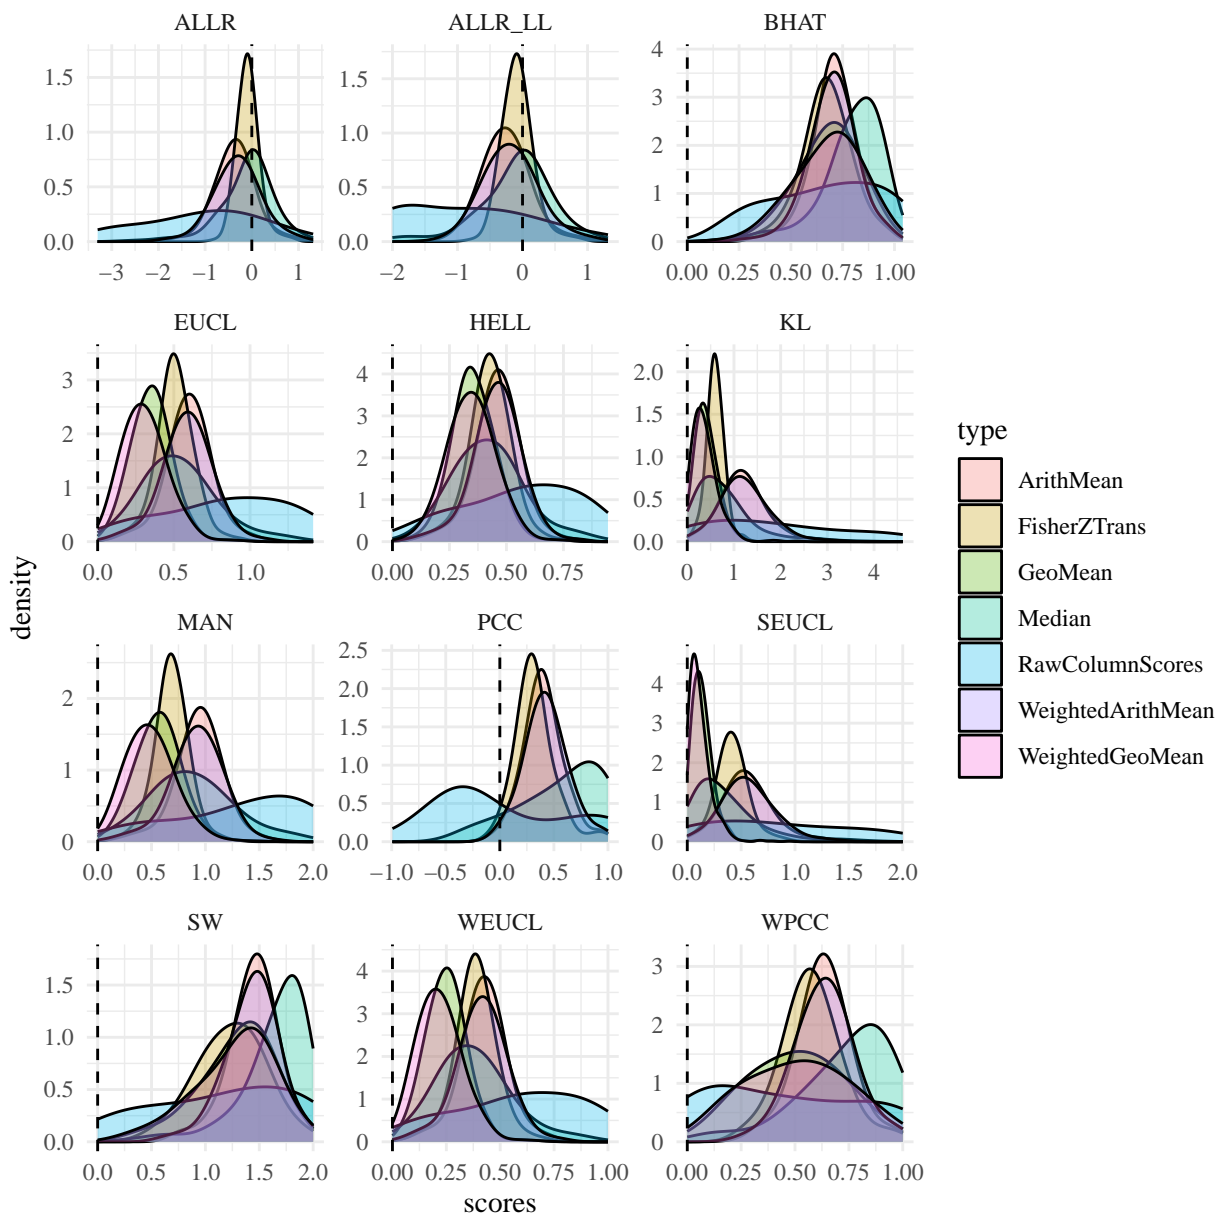 ALLR ALLR_LL BHAT
0.0 0.5 1.0 1.5
−3 −2 −1 0 1
0.0 0.5 1.0 1.5
−2 −1 0 1
0 1 2 3 4
0.00 0.25 0.50 0.75 1.00
EUCL HELL KL
0 1 2 3
0.0 0.5 1.0
0 1 2 3 4
0.00 0.25 0.50 0.75
0.0 0.5 1.0 1.5 2.0
0 1 2 3 4
MAN PCC SEUCL
0 1 2
0.0 0.5 1.0 1.5 2.0
0.0 0.5 1.0 1.5 2.0 2.5
−1.0 −0.5 0.0 0.5 1.0
0 1 2 3 4
0.0 0.5 1.0 1.5 2.0
SW WEUCL WPCC
0.0 0.5 1.0 1.5
0.0 0.5 1.0 1.5 2.0
0 1 2 3 4
0.00 0.25 0.50 0.75 1.00
0 1 2 3
0.00 0.25 0.50 0.75 1.00
density
scores
type
ArithMean
FisherZTrans
GeoMean
Median
RawColumnScores
WeightedArithMean
WeightedGeoMean